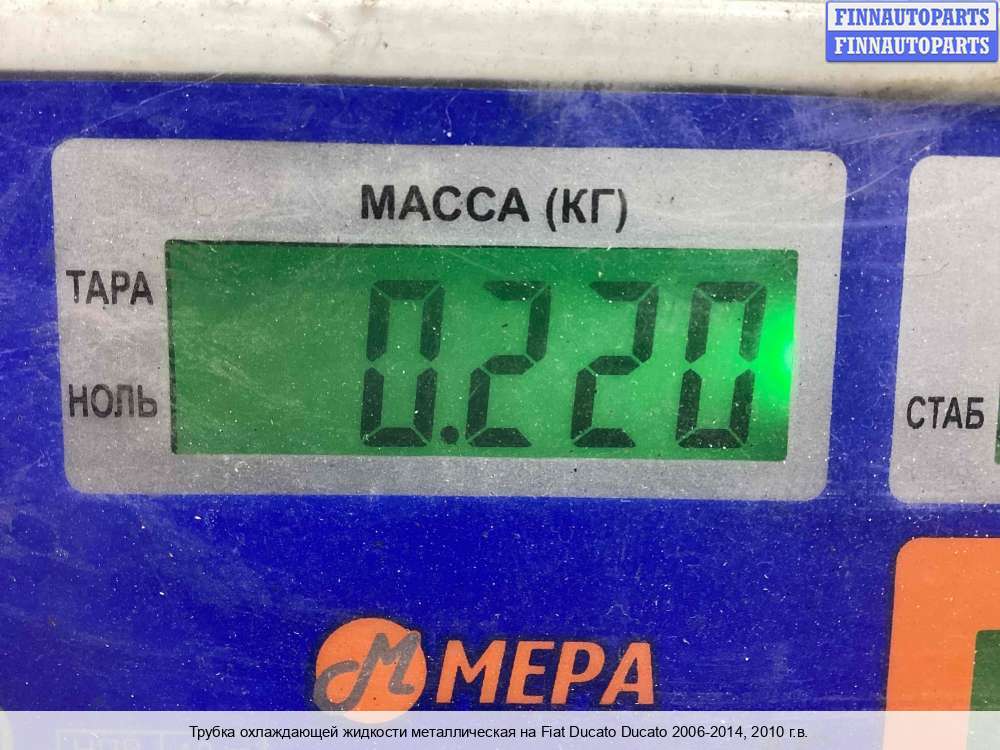 FINNAUTOPARTS
FINNAUTOPARTS
МАССА (КГ)
ТАРА
0.220
НОЛЬ
СТАБ
М МЕРА
Трубка охлаждающей жидкости металлическая на Fiat Ducato Ducato 2006-2014, 2010 г.в.